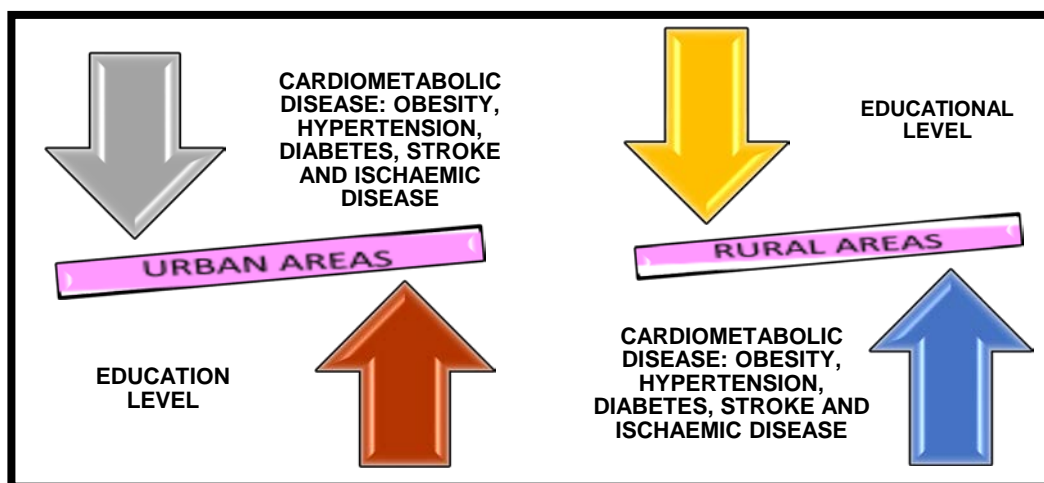 CARDIOMETABOLIC
DISEASE: OBESITY,
HYPERTENSION,
DIABETES, STROKE
AND ISCHAEMIC
DISEASE
URBAN AREAS
EDUCATION
LEVEL
EDUCATIONAL
LEVEL
RURAL AREAS
CARDIOMETABOLIC
DISEASE: OBESITY,
HYPERTENSION,
DIABETES, STROKE AND
ISCHAEMIC DISEASE